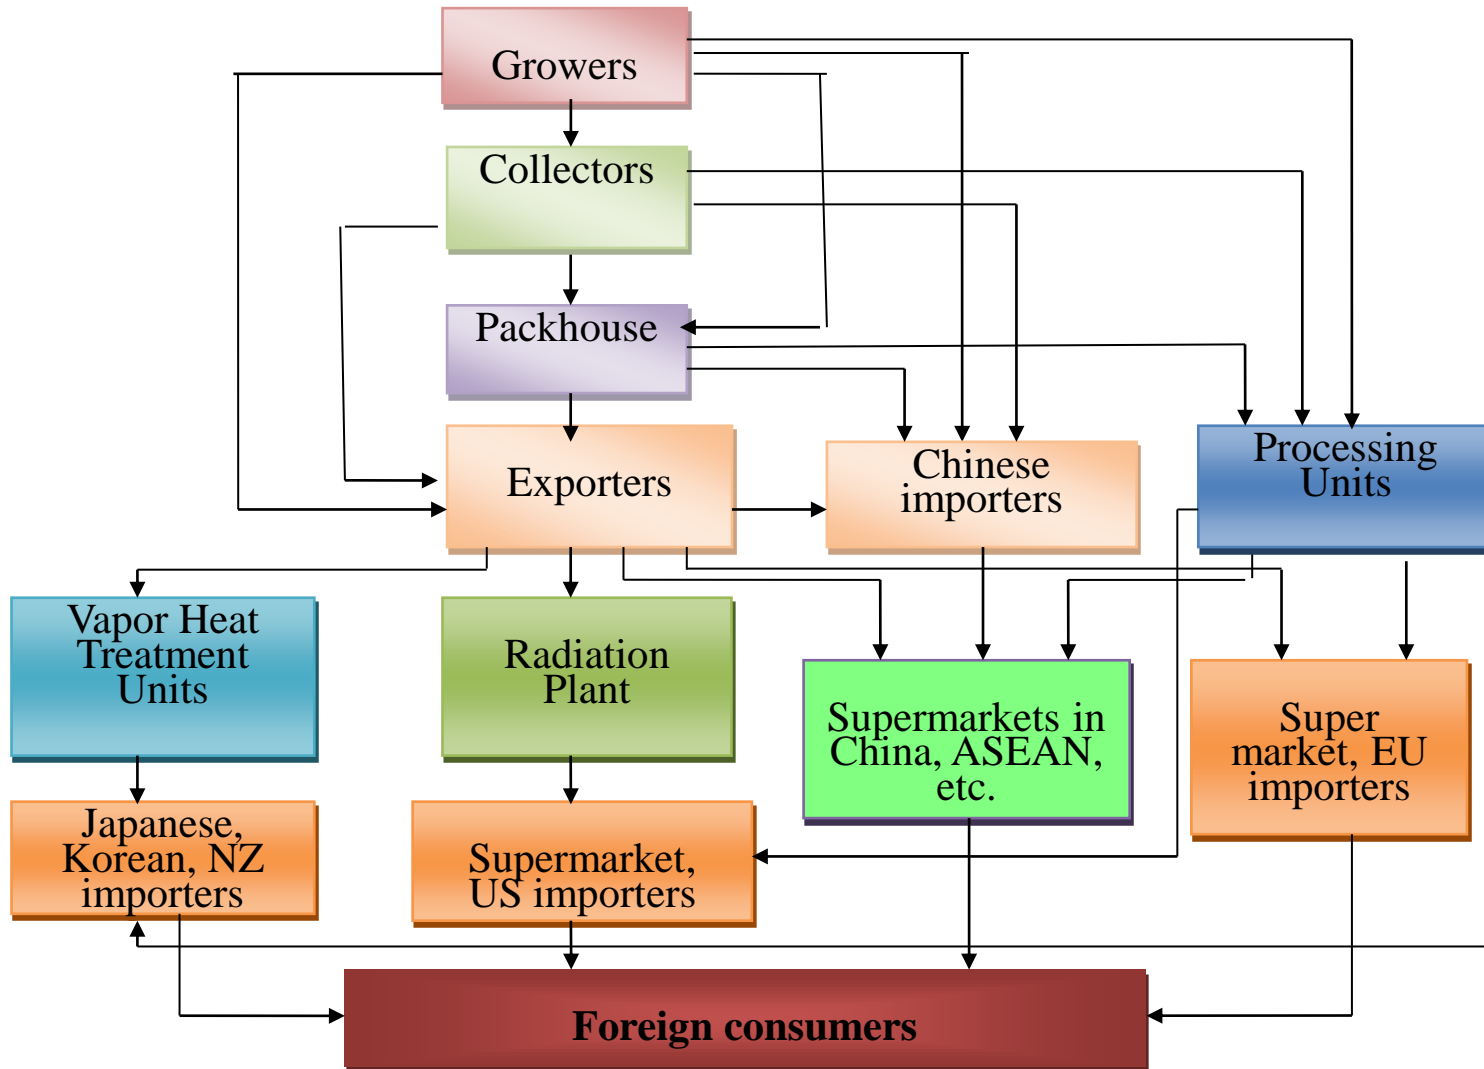 Growers
Collectors
Packhouse
Exporters
Chinese
importers
Processing
Units
Vapor Heat
Treatment
Units
Radiation
Plant
Supermarkets in
China, ASEAN,
etc.
Super
market, EU
importers
Japanese,
Korean, NZ
importers
Supermarket,
US importers
Foreign consumers